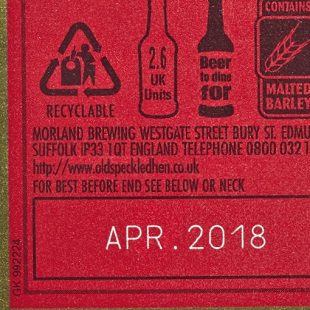 CONTAINS
2.6
UK
Units
Beer
to dine
for
MALTED
BARLEY
RECYCLABLE
MORLAND BREWING WESTGATE STREET BURY ST. EDMU
SUFFOLK IP33 1QT ENGLAND TELEPHONE 0800 032 1
http://www.oldspeckledhen.co.uk
FOR BEST BEFORE END SEE BELOW OR NECK
APR.2018
GK 992224